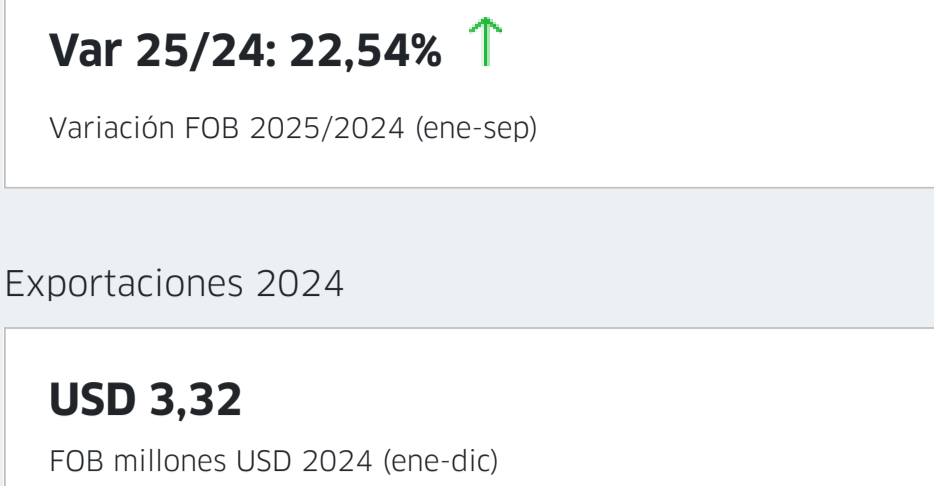 Var 25/24: 22,54% ↑
Variación FOB 2025/2024 (ene-sep)
Exportaciones 2024
USD 3,32
FOB millones USD 2024 (ene-dic)